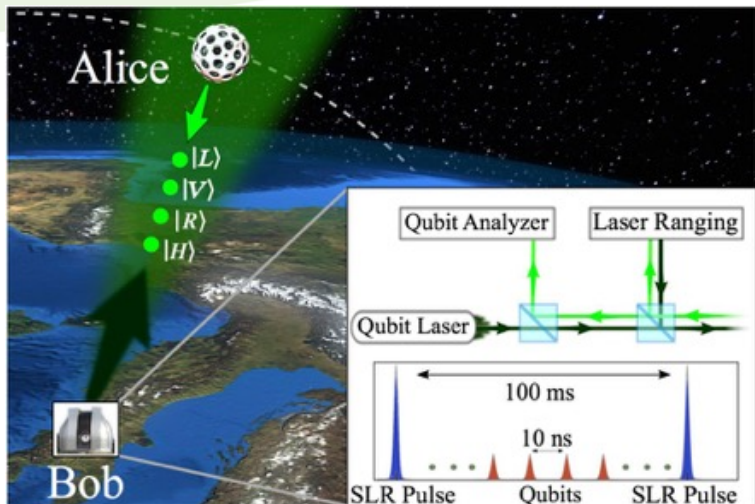 Alice
|L⟩
|V⟩
|R⟩
|H⟩
Bob
Qubit Analyzer
Laser Ranging
Qubit Laser
100 ms
10 ns
SLR Pulse
Qubits
SLR Pulse